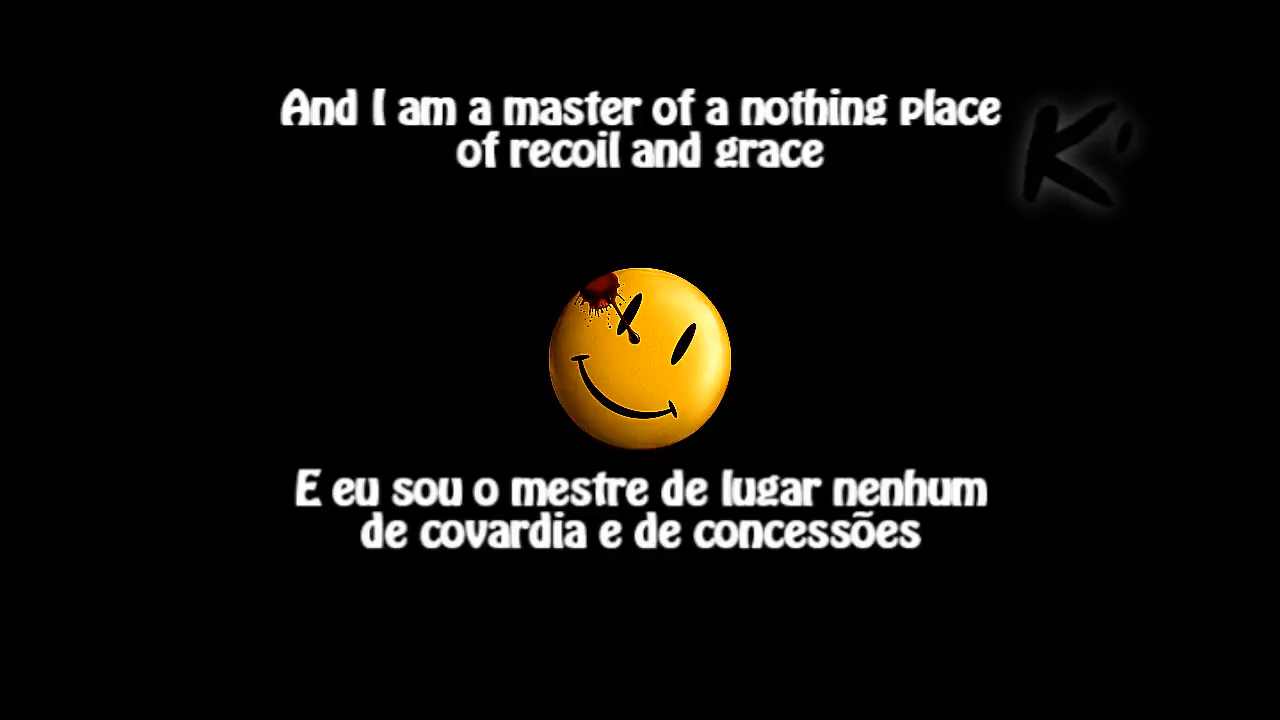 And I am a master of a nothing place
of recoil and grace
K'
E eu sou o mestre de lugar nenhum
de covardia e de concessões